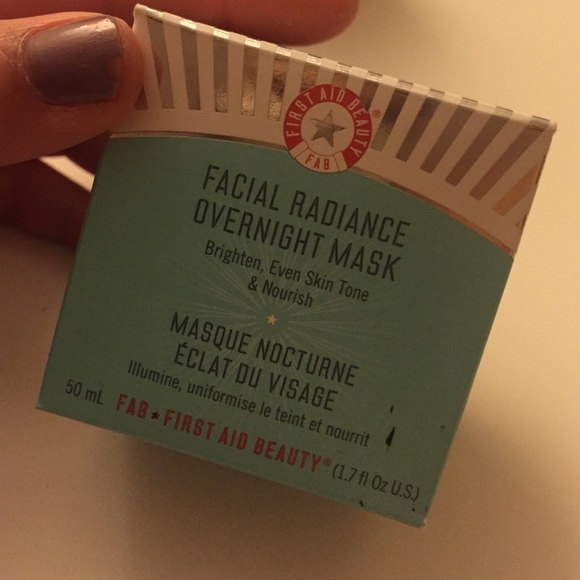 FIRST AID BEAUTY®
FAB
FACIAL RADIANCE
OVERNIGHT MASK
Brighten, Even Skin Tone
& Nourish
MASQUE NOCTURNE
ÉCLAT DU VISAGE
Illumine, uniformise le teint et nourrit
50 mL FAB★FIRST AID BEAUTY® (1.7 fl Oz U.S.)